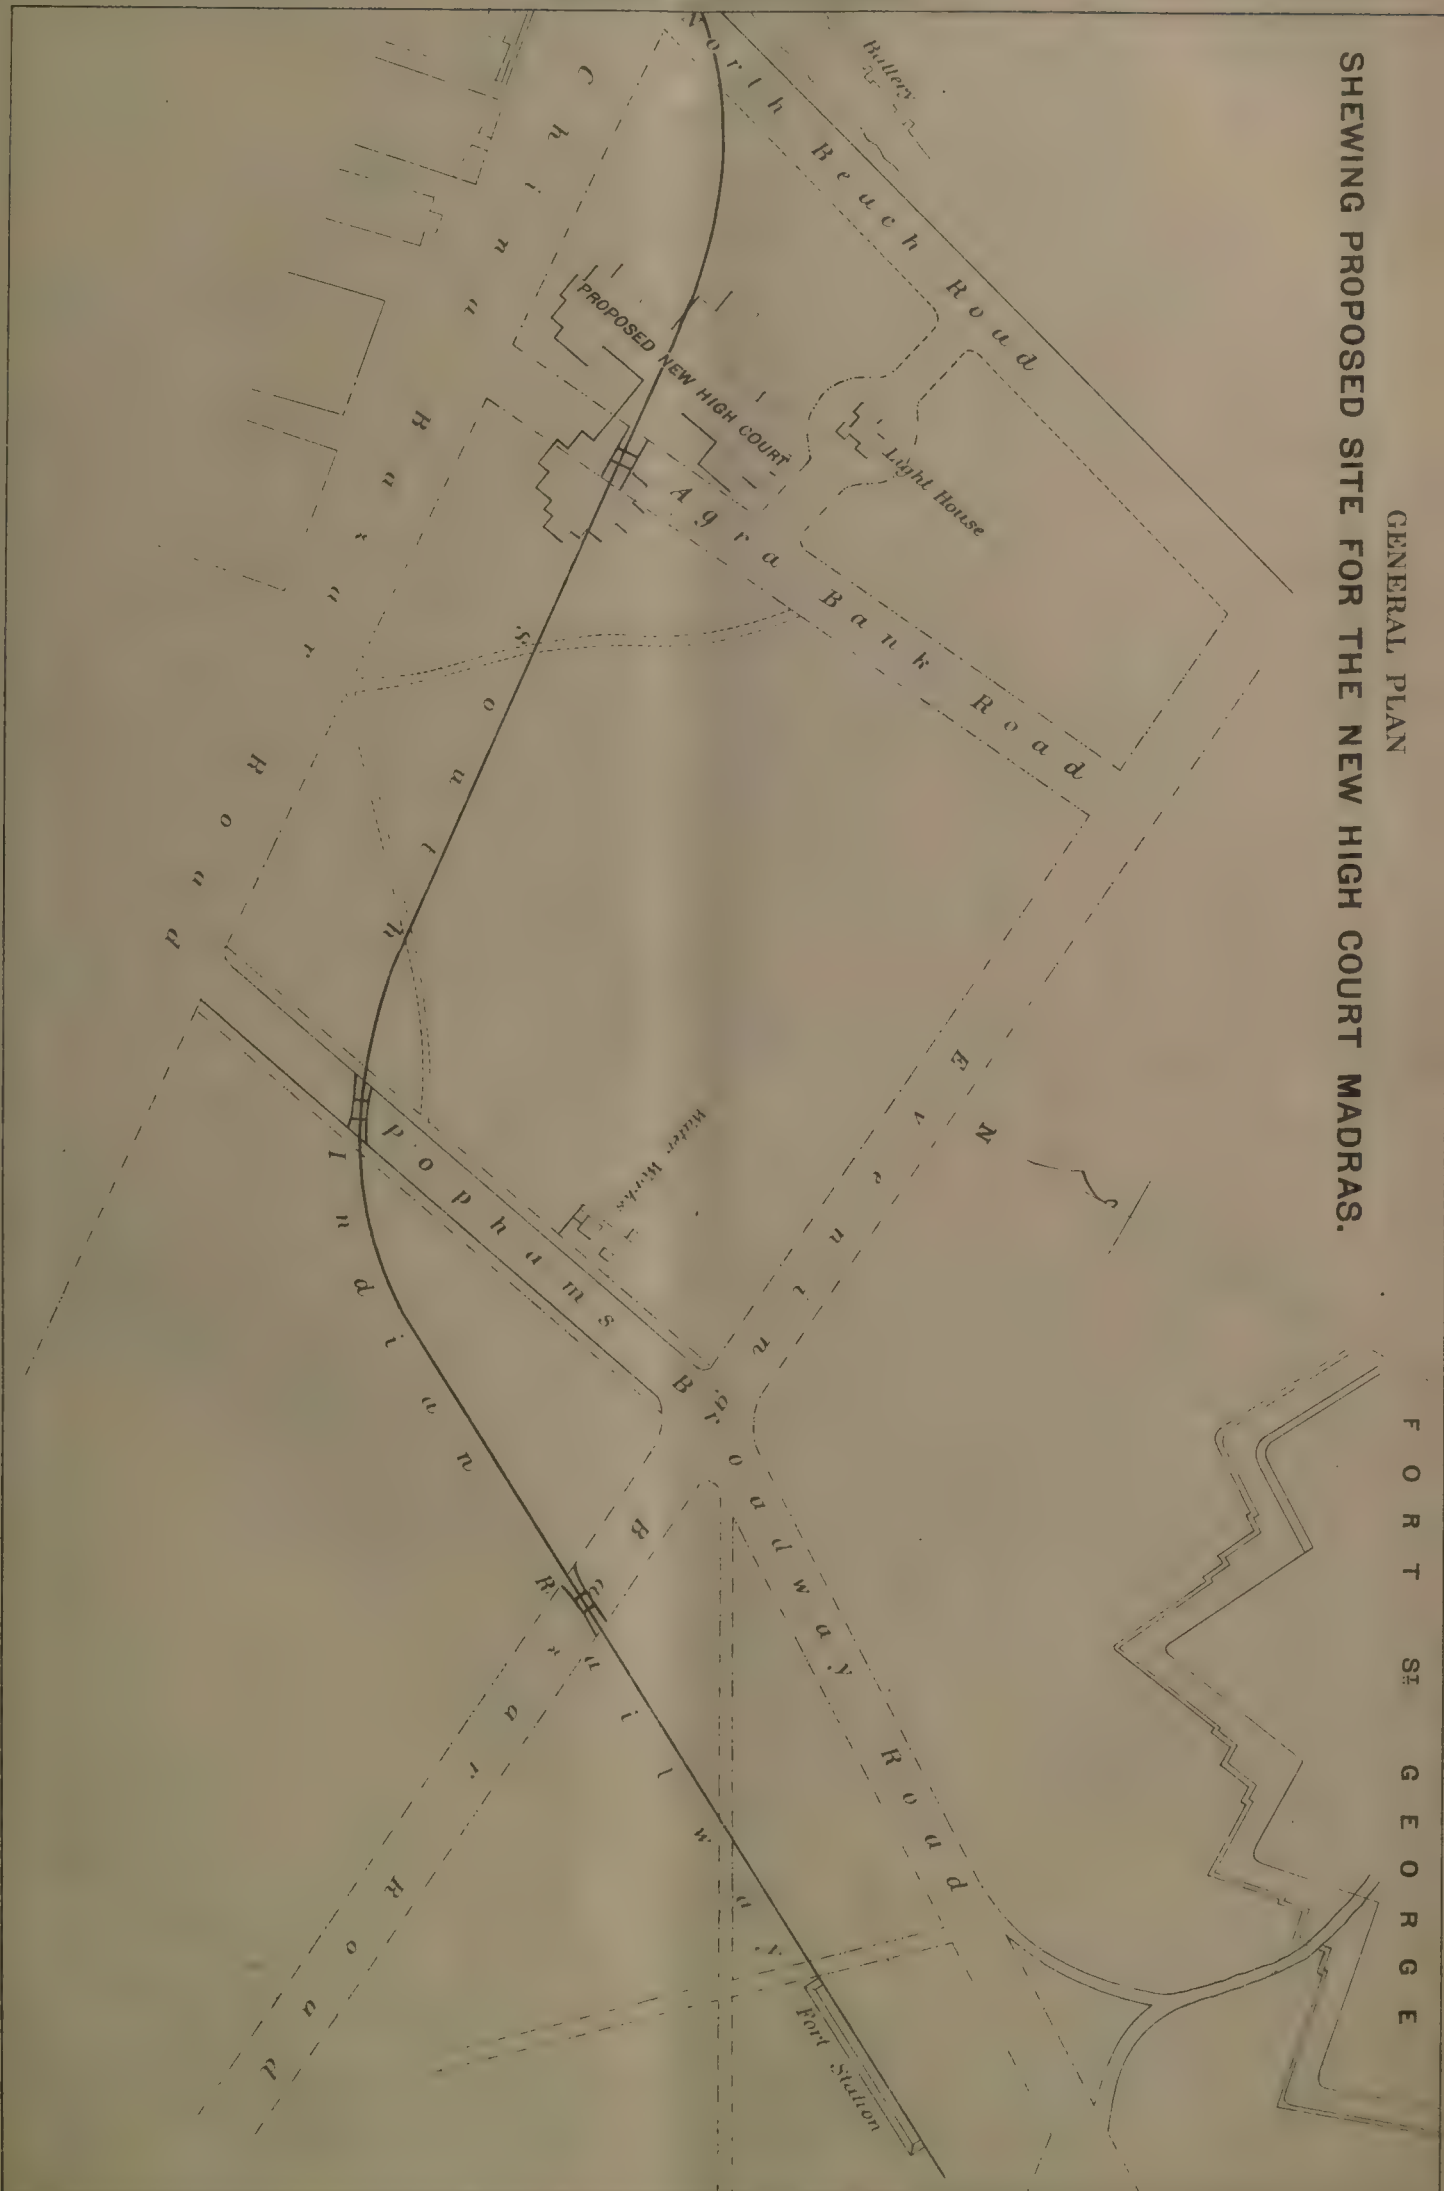 GENERAL PLAN
SHEWING PROPOSED SITE FOR THE NEW HIGH COURT MADRAS.
FORT ST GEORGE
Battery
North Beach Road
China Bazaar Road
PROPOSED NEW HIGH COURT
Light House
Agra Bank Road
Water Works
Pophams Broadway Road
N
South Indian Railway
Bazaar Road
Fort Station